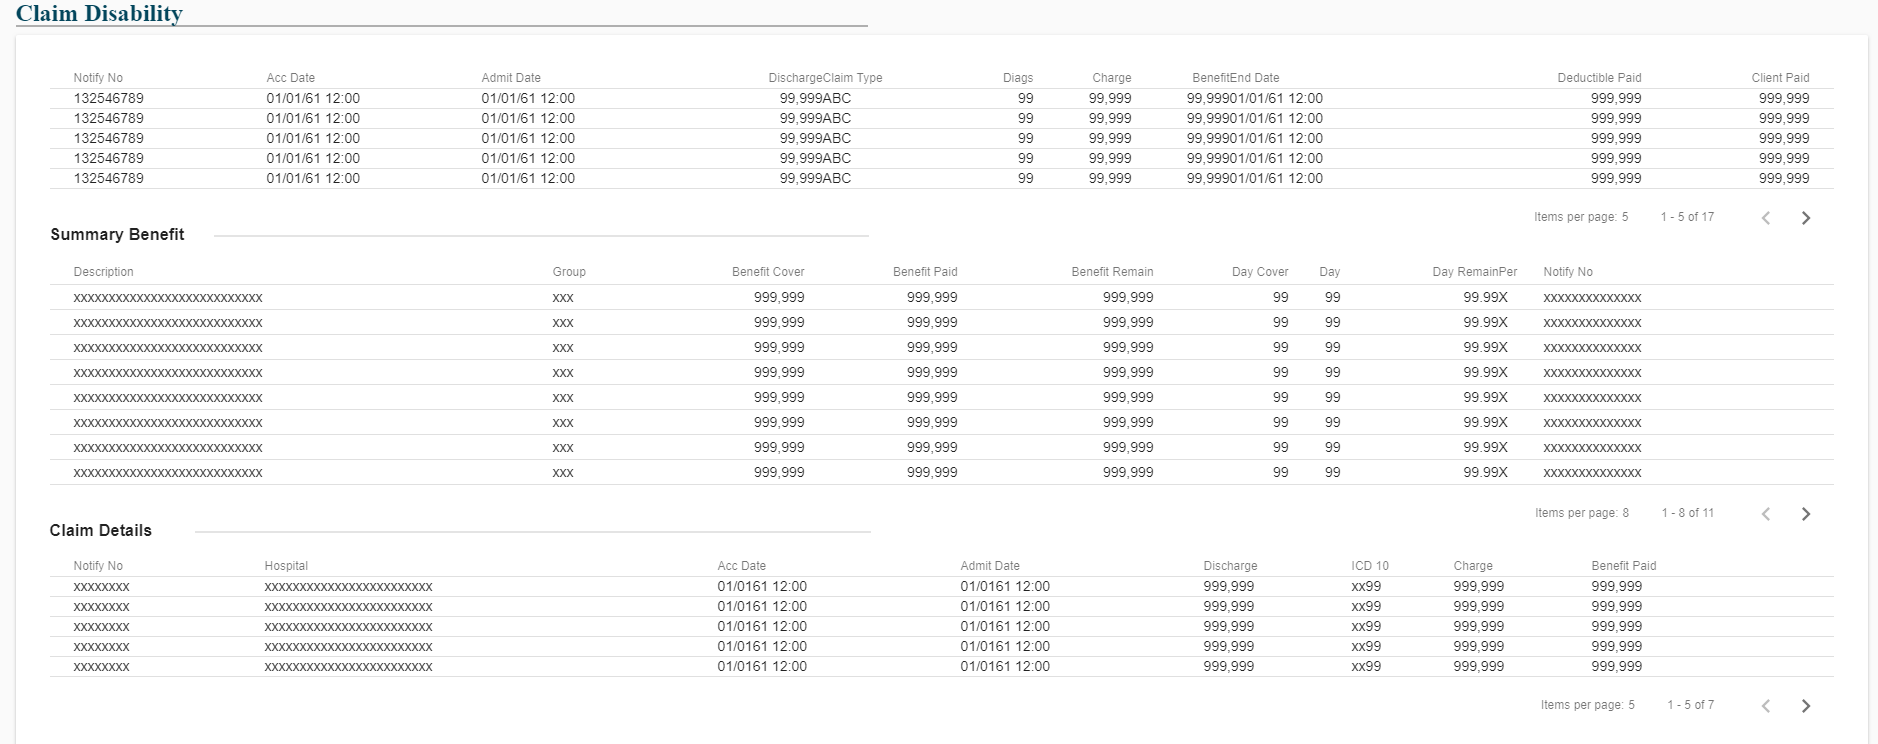 Claim Disability
Notify No Acc Date Admit Date DischargeClaim Type Diags Charge BenefitEnd Date Deductible Paid Client Paid
132546789 01/01/61 12:00 01/01/61 12:00 99,999ABC 99 99,999 99,99901/01/61 12:00 999,999 999,999
132546789 01/01/61 12:00 01/01/61 12:00 99,999ABC 99 99,999 99,99901/01/61 12:00 999,999 999,999
132546789 01/01/61 12:00 01/01/61 12:00 99,999ABC 99 99,999 99,99901/01/61 12:00 999,999 999,999
132546789 01/01/61 12:00 01/01/61 12:00 99,999ABC 99 99,999 99,99901/01/61 12:00 999,999 999,999
132546789 01/01/61 12:00 01/01/61 12:00 99,999ABC 99 99,999 99,99901/01/61 12:00 999,999 999,999
Items per page: 5 1 - 5 of 17
Summary Benefit
Description Group Benefit Cover Benefit Paid Benefit Remain Day Cover Day Day RemainPer Notify No
xxxxxxxxxxxxxxxxxxxxxxxxxxx xxx 999,999 999,999 999,999 99 99 99.99X xxxxxxxxxxxxxx
xxxxxxxxxxxxxxxxxxxxxxxxxxx xxx 999,999 999,999 999,999 99 99 99.99X xxxxxxxxxxxxxx
xxxxxxxxxxxxxxxxxxxxxxxxxxx xxx 999,999 999,999 999,999 99 99 99.99X xxxxxxxxxxxxxx
xxxxxxxxxxxxxxxxxxxxxxxxxxx xxx 999,999 999,999 999,999 99 99 99.99X xxxxxxxxxxxxxx
xxxxxxxxxxxxxxxxxxxxxxxxxxx xxx 999,999 999,999 999,999 99 99 99.99X xxxxxxxxxxxxxx
xxxxxxxxxxxxxxxxxxxxxxxxxxx xxx 999,999 999,999 999,999 99 99 99.99X xxxxxxxxxxxxxx
xxxxxxxxxxxxxxxxxxxxxxxxxxx xxx 999,999 999,999 999,999 99 99 99.99X xxxxxxxxxxxxxx
xxxxxxxxxxxxxxxxxxxxxxxxxxx xxx 999,999 999,999 999,999 99 99 99.99X xxxxxxxxxxxxxx
Items per page: 8 1 - 8 of 11
Claim Details
Notify No Hospital Acc Date Admit Date Discharge ICD 10 Charge Benefit Paid
xxxxxxxx xxxxxxxxxxxxxxxxxxxxxxxx 01/0161 12:00 01/0161 12:00 999,999 xx99 999,999 999,999
xxxxxxxx xxxxxxxxxxxxxxxxxxxxxxxx 01/0161 12:00 01/0161 12:00 999,999 xx99 999,999 999,999
xxxxxxxx xxxxxxxxxxxxxxxxxxxxxxxx 01/0161 12:00 01/0161 12:00 999,999 xx99 999,999 999,999
xxxxxxxx xxxxxxxxxxxxxxxxxxxxxxxx 01/0161 12:00 01/0161 12:00 999,999 xx99 999,999 999,999
xxxxxxxx xxxxxxxxxxxxxxxxxxxxxxxx 01/0161 12:00 01/0161 12:00 999,999 xx99 999,999 999,999
Items per page: 5 1 - 5 of 7